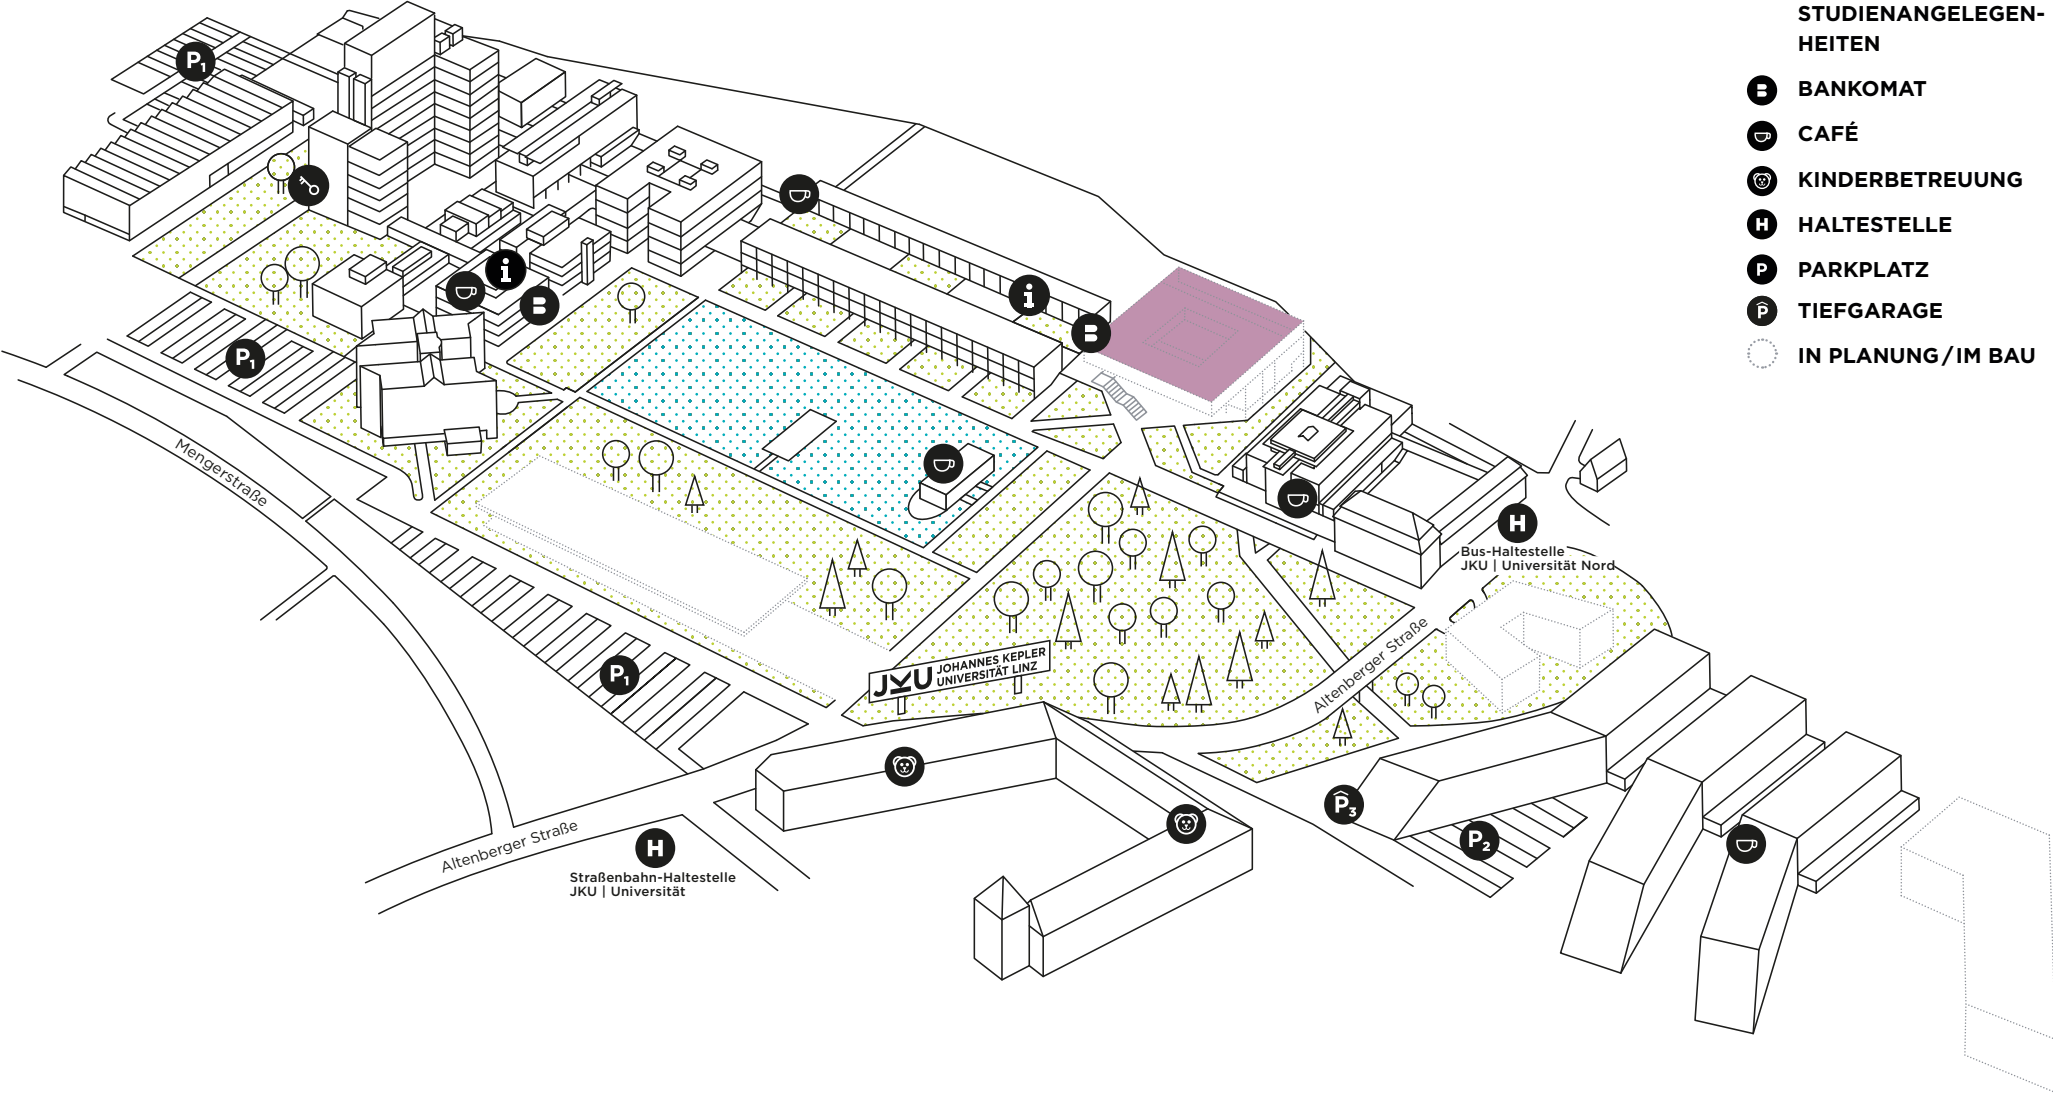 STUDIENANGELEGEN-
HEITEN
B BANKOMAT
CAFÉ
KINDERBETREUUNG
H HALTESTELLE
P PARKPLATZ
P TIEFGARAGE
IN PLANUNG/IM BAU
P1
i
B
i
B
P1
Mengerstraße
H
Bus-Haltestelle
JKU | Universität Nord
Altenberger Straße
JKU JOHANNES KEPLER
UNIVERSITÄT LINZ
P1
P3
P2
Altenberger Straße
H
Straßenbahn-Haltestelle
JKU | Universität